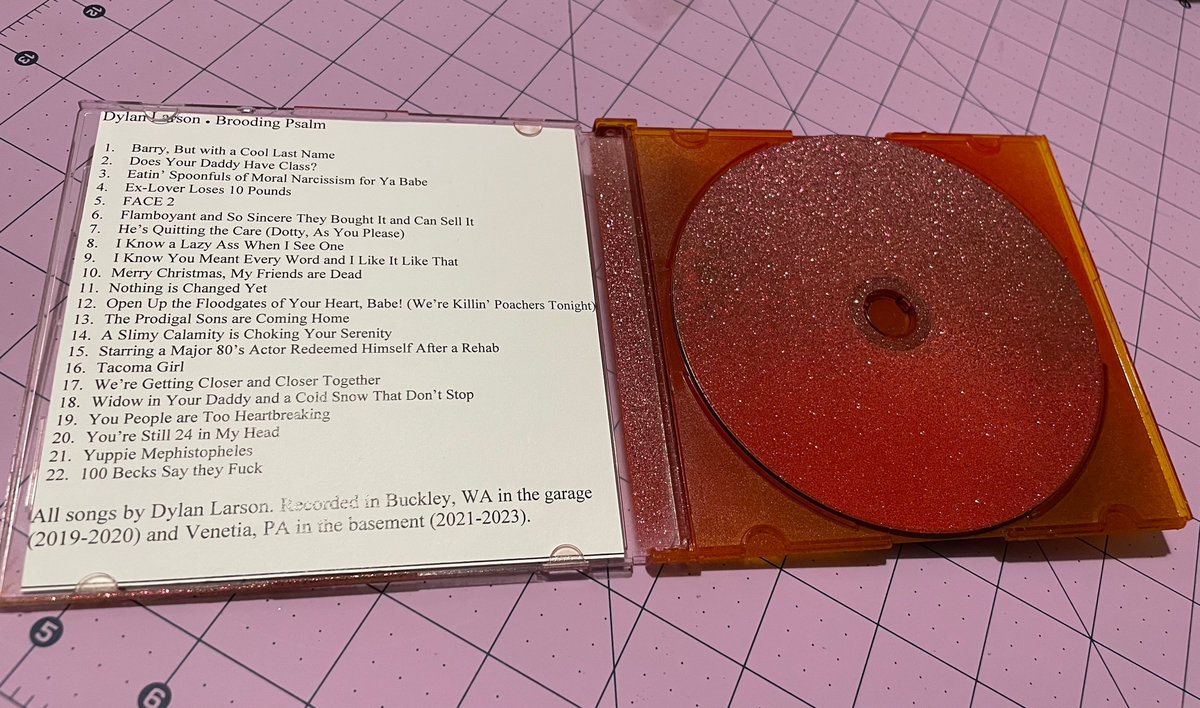 12
13
Dylan Larson • Brooding Psalm
1. Barry, But with a Cool Last Name
2. Does Your Daddy Have Class?
3. Eatin' Spoonfuls of Moral Narcissism for Ya Babe
4. Ex-Lover Loses 10 Pounds
5. FACE 2
6. Flamboyant and So Sincere They Bought It and Can Sell It
7. He's Quitting the Care (Dotty, As You Please)
8. I Know a Lazy Ass When I See One
9. I Know You Meant Every Word and I Like It Like That
10. Merry Christmas, My Friends are Dead
11. Nothing is Changed Yet
12. Open Up the Floodgates of Your Heart, Babe! (We're Killin' Poachers Tonight)
13. The Prodigal Sons are Coming Home
14. A Slimy Calamity is Choking Your Serenity
15. Starring a Major 80's Actor Redeemed Himself After a Rehab
16. Tacoma Girl
17. We're Getting Closer and Closer Together
18. Widow in Your Daddy and a Cold Snow That Don't Stop
19. You People are Too Heartbreaking
20. You're Still 24 in My Head
21. Yuppie Mephistopheles
22. 100 Becks Say they Fuck
All songs by Dylan Larson. Recorded in Buckley, WA in the garage
(2019-2020) and Venetia, PA in the basement (2021-2023).
5
6